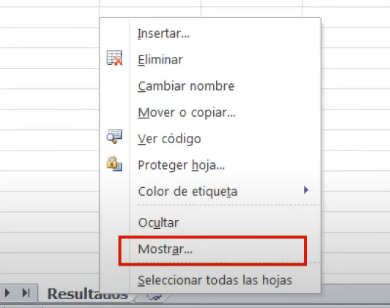 Insertar...
Eliminar
Cambiar nombre
Mover o copiar...
Ver código
Proteger hoja...
Color de etiqueta
Ocultar
Mostrar...
Seleccionar todas las hojas
Resultados